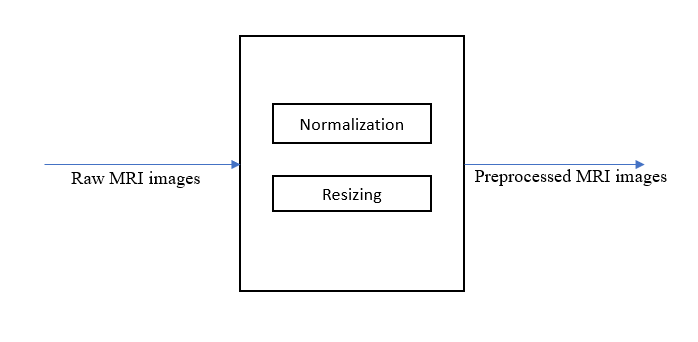 Normalization
Raw MRI images
Preprocessed MRI images
Resizing